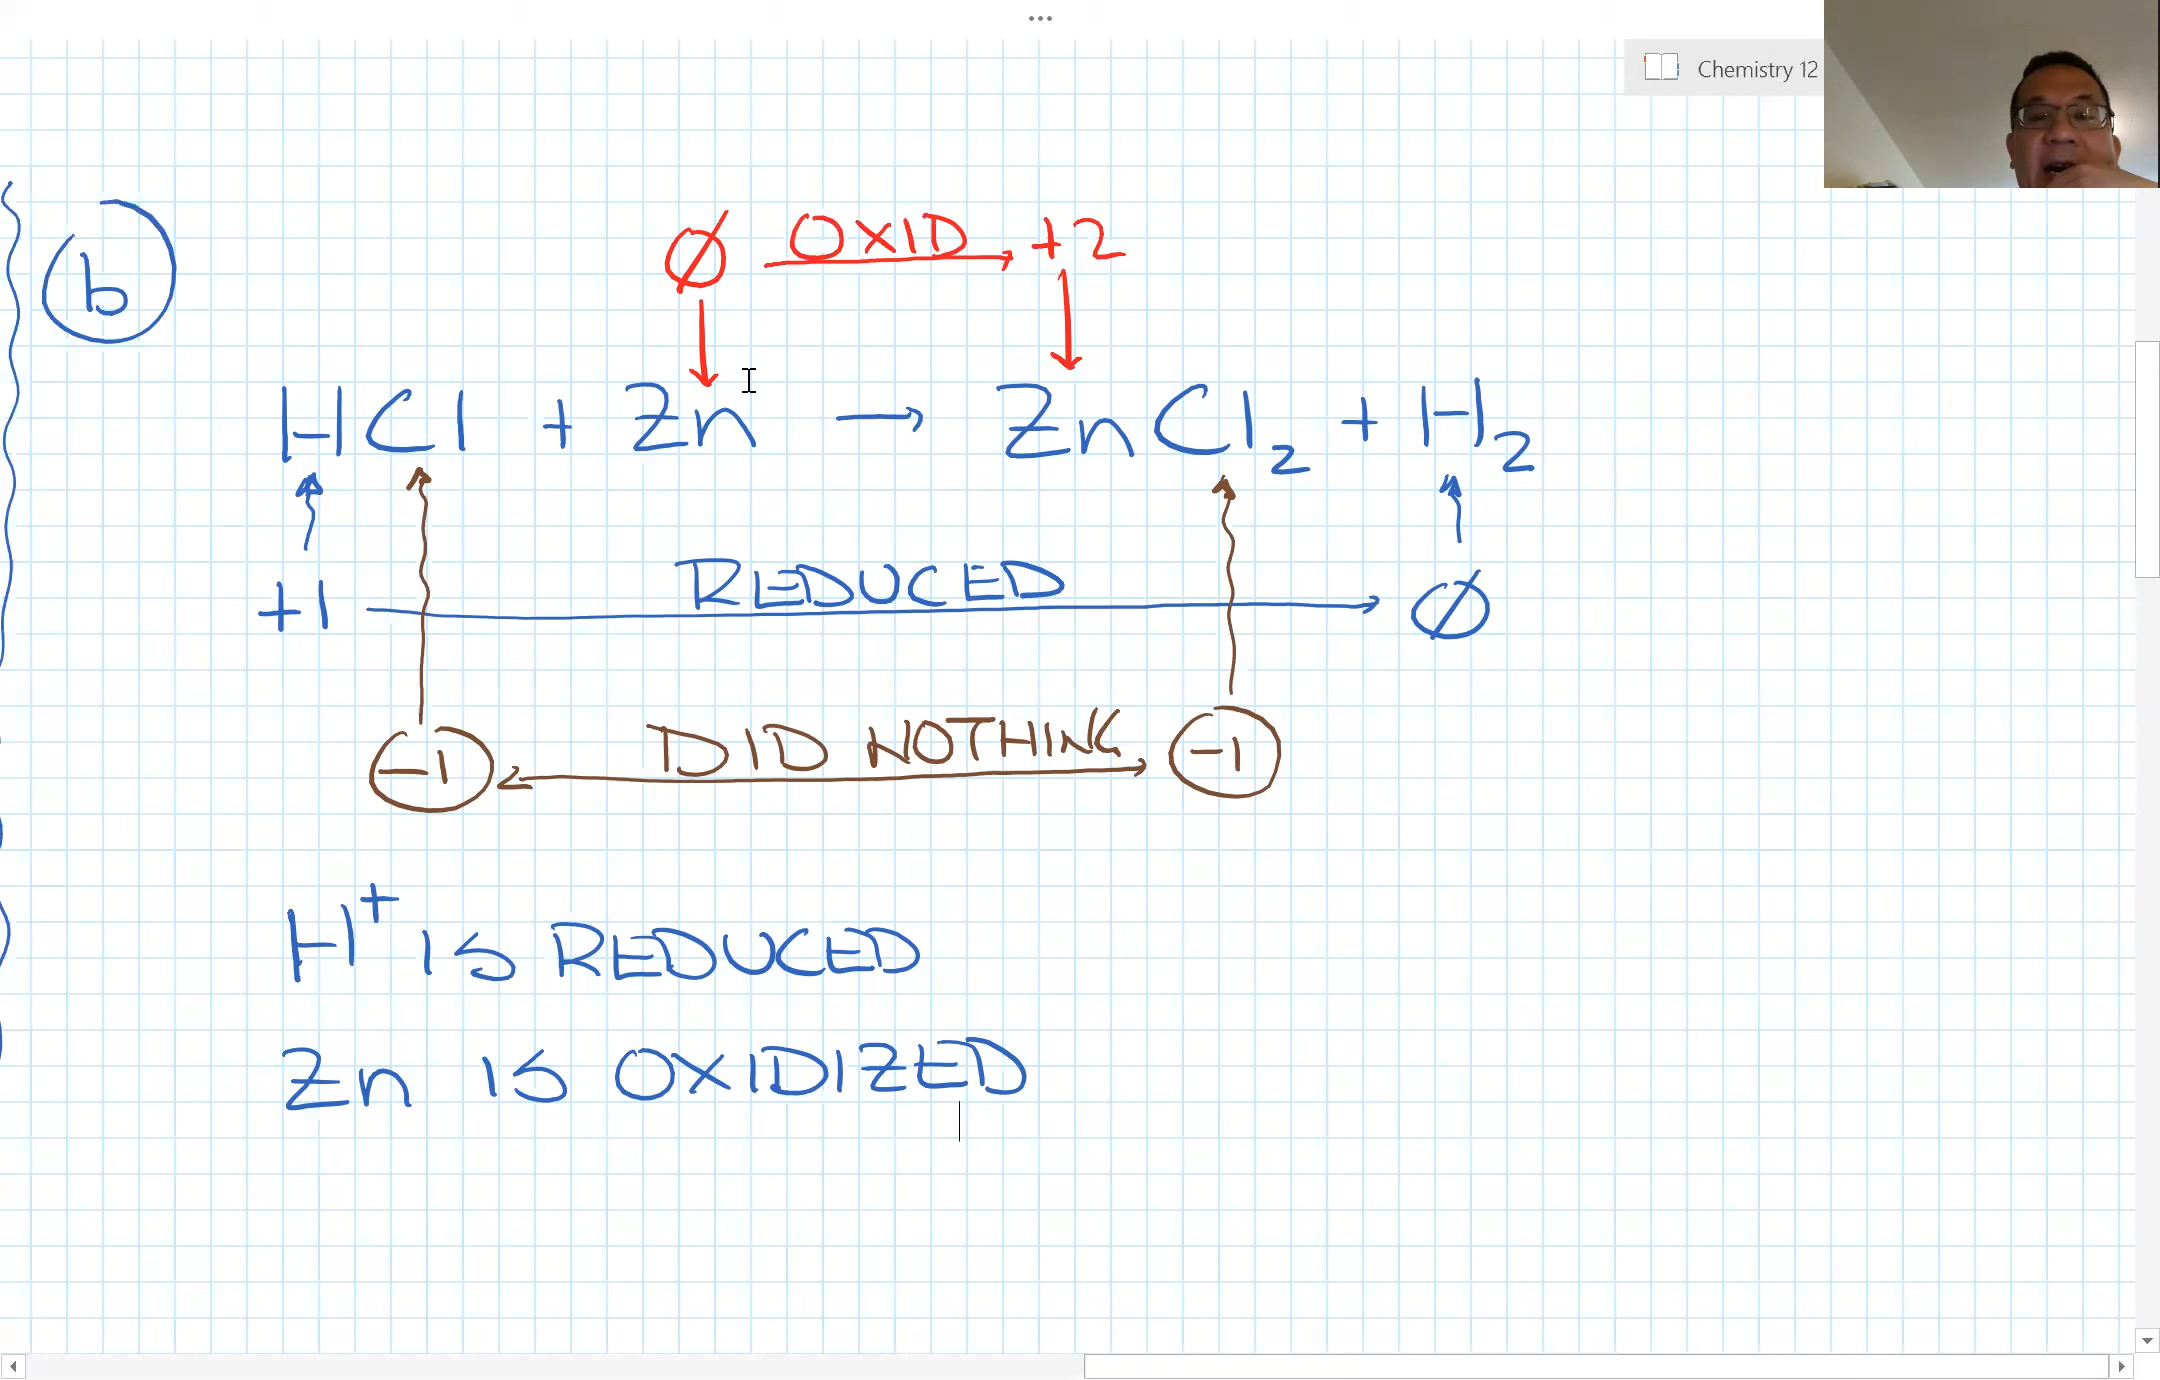 ...
Chemistry 12
b
Ø OXID +2
HCl + Zn → ZnCl₂ + H₂
REDUCED
+1 Ø
-1 DID NOTHING -1
H⁺ IS REDUCED
Zn IS OXIDIZED